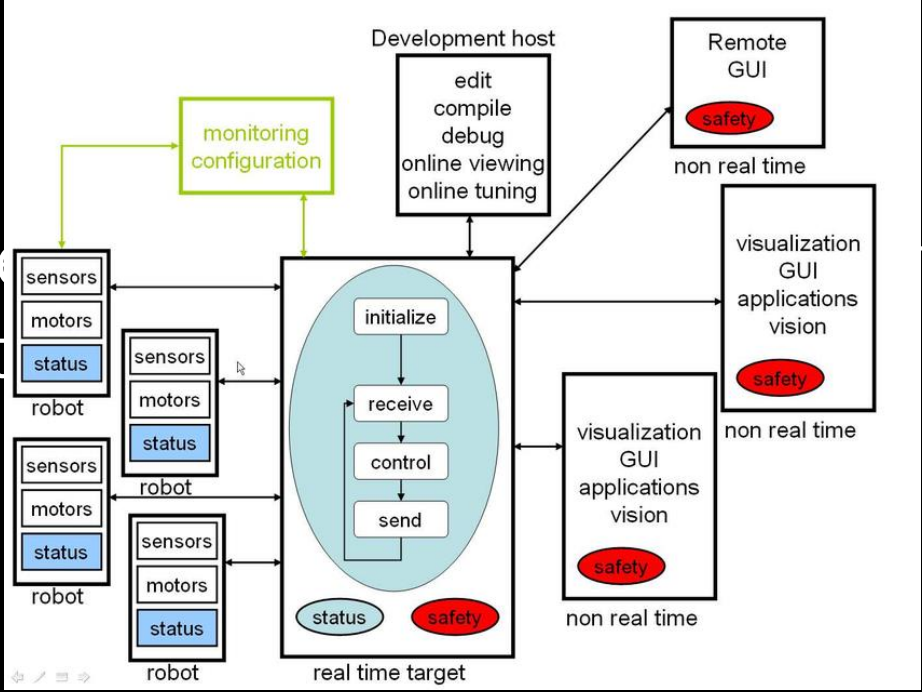 Development host
edit
compile
debug
online viewing
online tuning
Remote
GUI
safety
non real time
monitoring
configuration
visualization
GUI
applications
vision
safety
non real time
sensors
motors
status
robot
sensors
motors
status
robot
sensors
motors
status
robot
sensors
motors
status
robot
initialize
receive
control
send
status
safety
real time target
visualization
GUI
applications
vision
safety
non real time